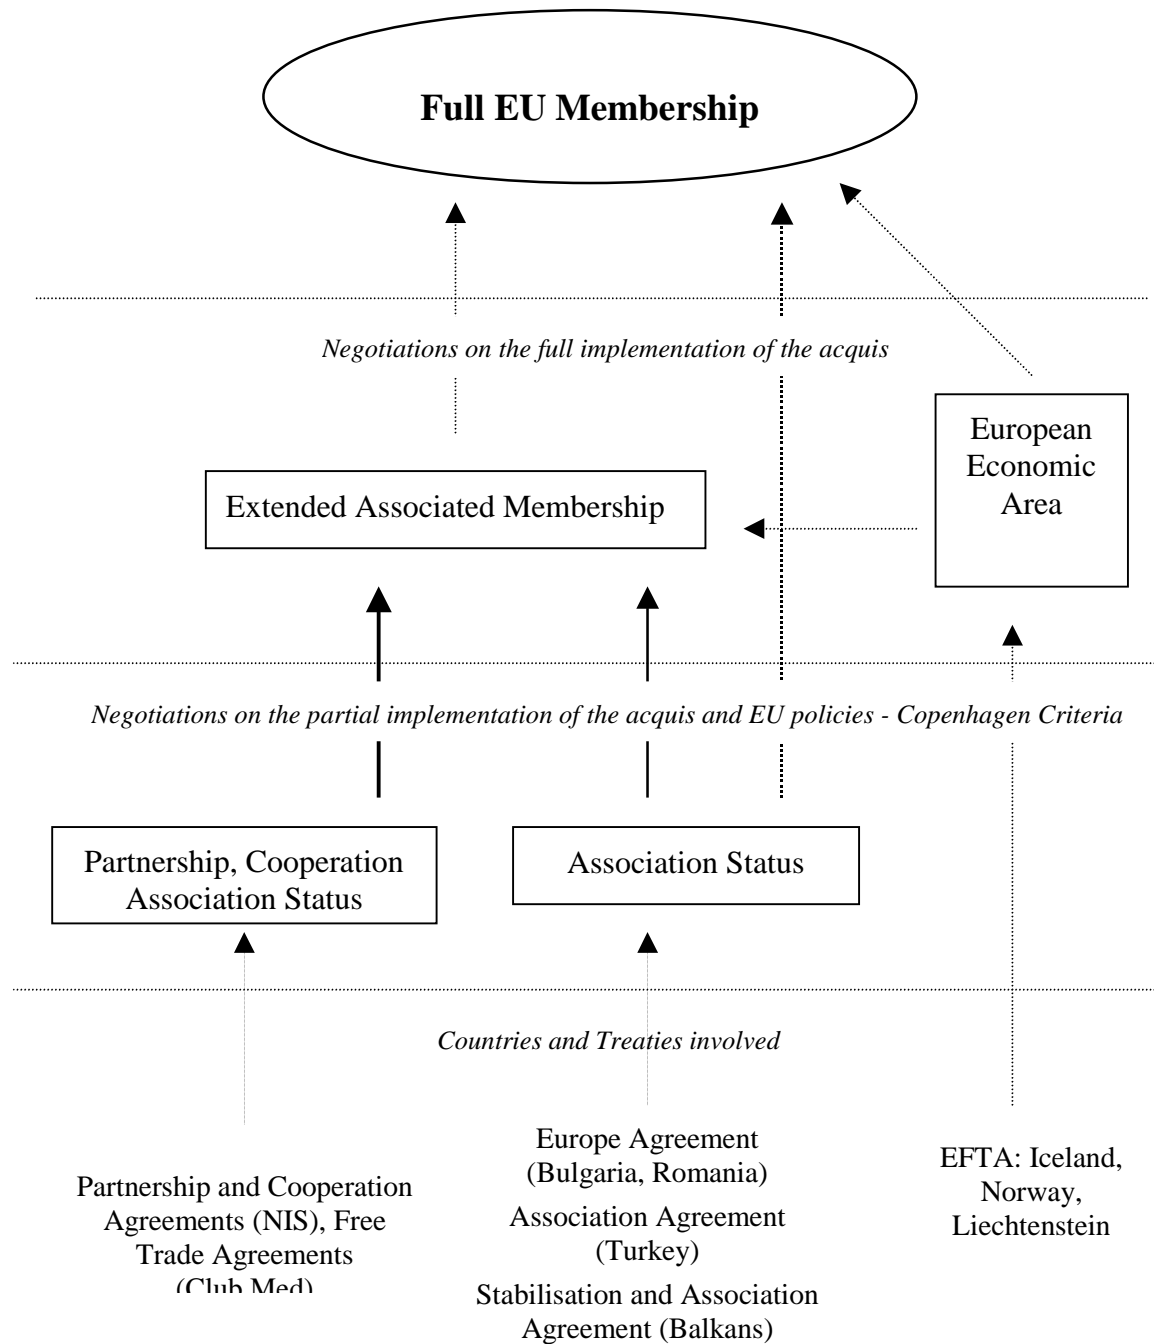 Full EU Membership
Negotiations on the full implementation of the acquis
European
Economic
Area
Extended Associated Membership
Negotiations on the partial implementation of the acquis and EU policies - Copenhagen Criteria
Partnership, Cooperation
Association Status
Association Status
Countries and Treaties involved
Partnership and Cooperation
Agreements (NIS), Free
Trade Agreements
(Club Med)
Europe Agreement
(Bulgaria, Romania)
Association Agreement
(Turkey)
Stabilisation and Association
Agreement (Balkans)
EFTA: Iceland,
Norway,
Liechtenstein